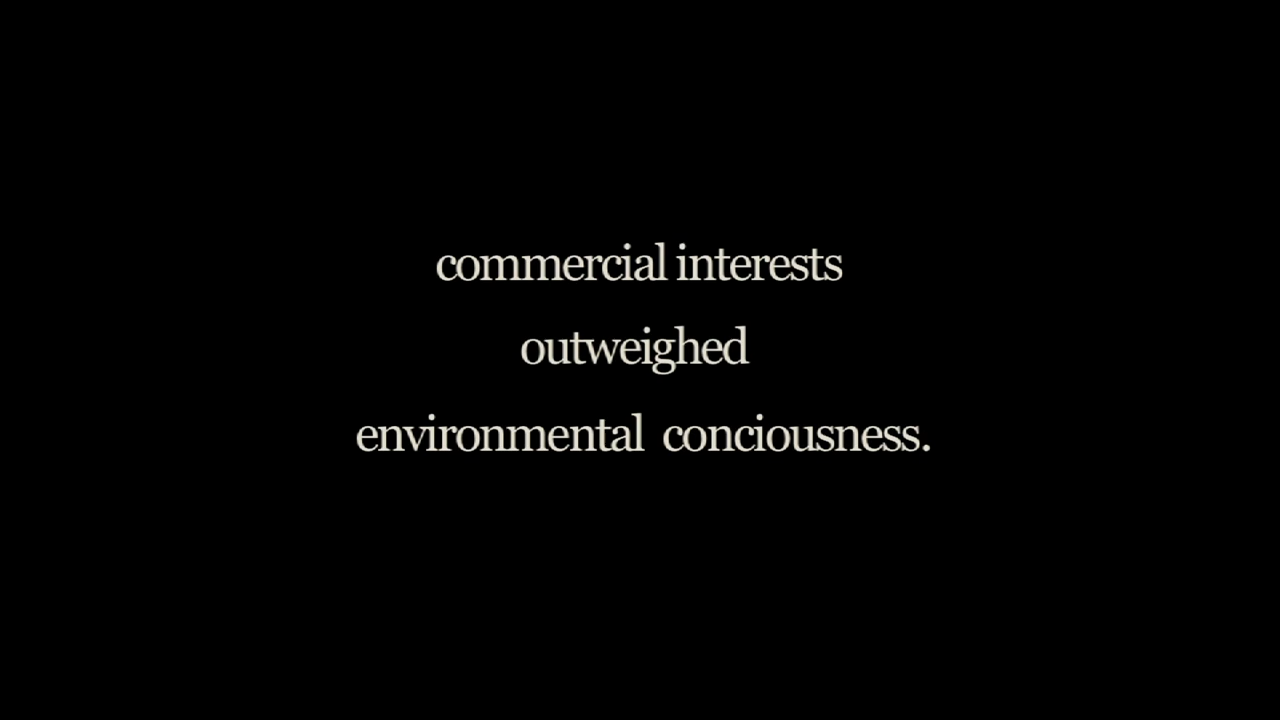 commercial interests
outweighed
environmental conciousness.